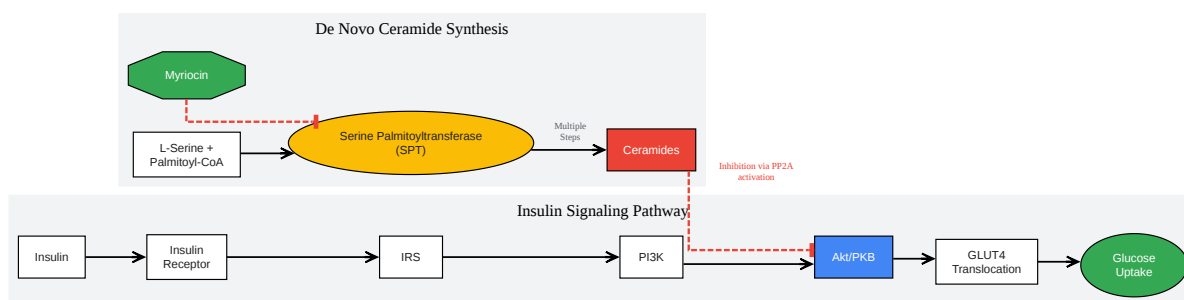 De Novo Ceramide Synthesis
Myriocin
L-Serine +
Palmitoyl-CoA
Serine Palmitoyltransferase
(SPT)
Multiple
Steps
Ceramides
Inhibition via PP2A
activation
Insulin Signaling Pathway
Insulin
Insulin
Receptor
IRS
PI3K
Akt/PKB
GLUT4
Translocation
Glucose
Uptake